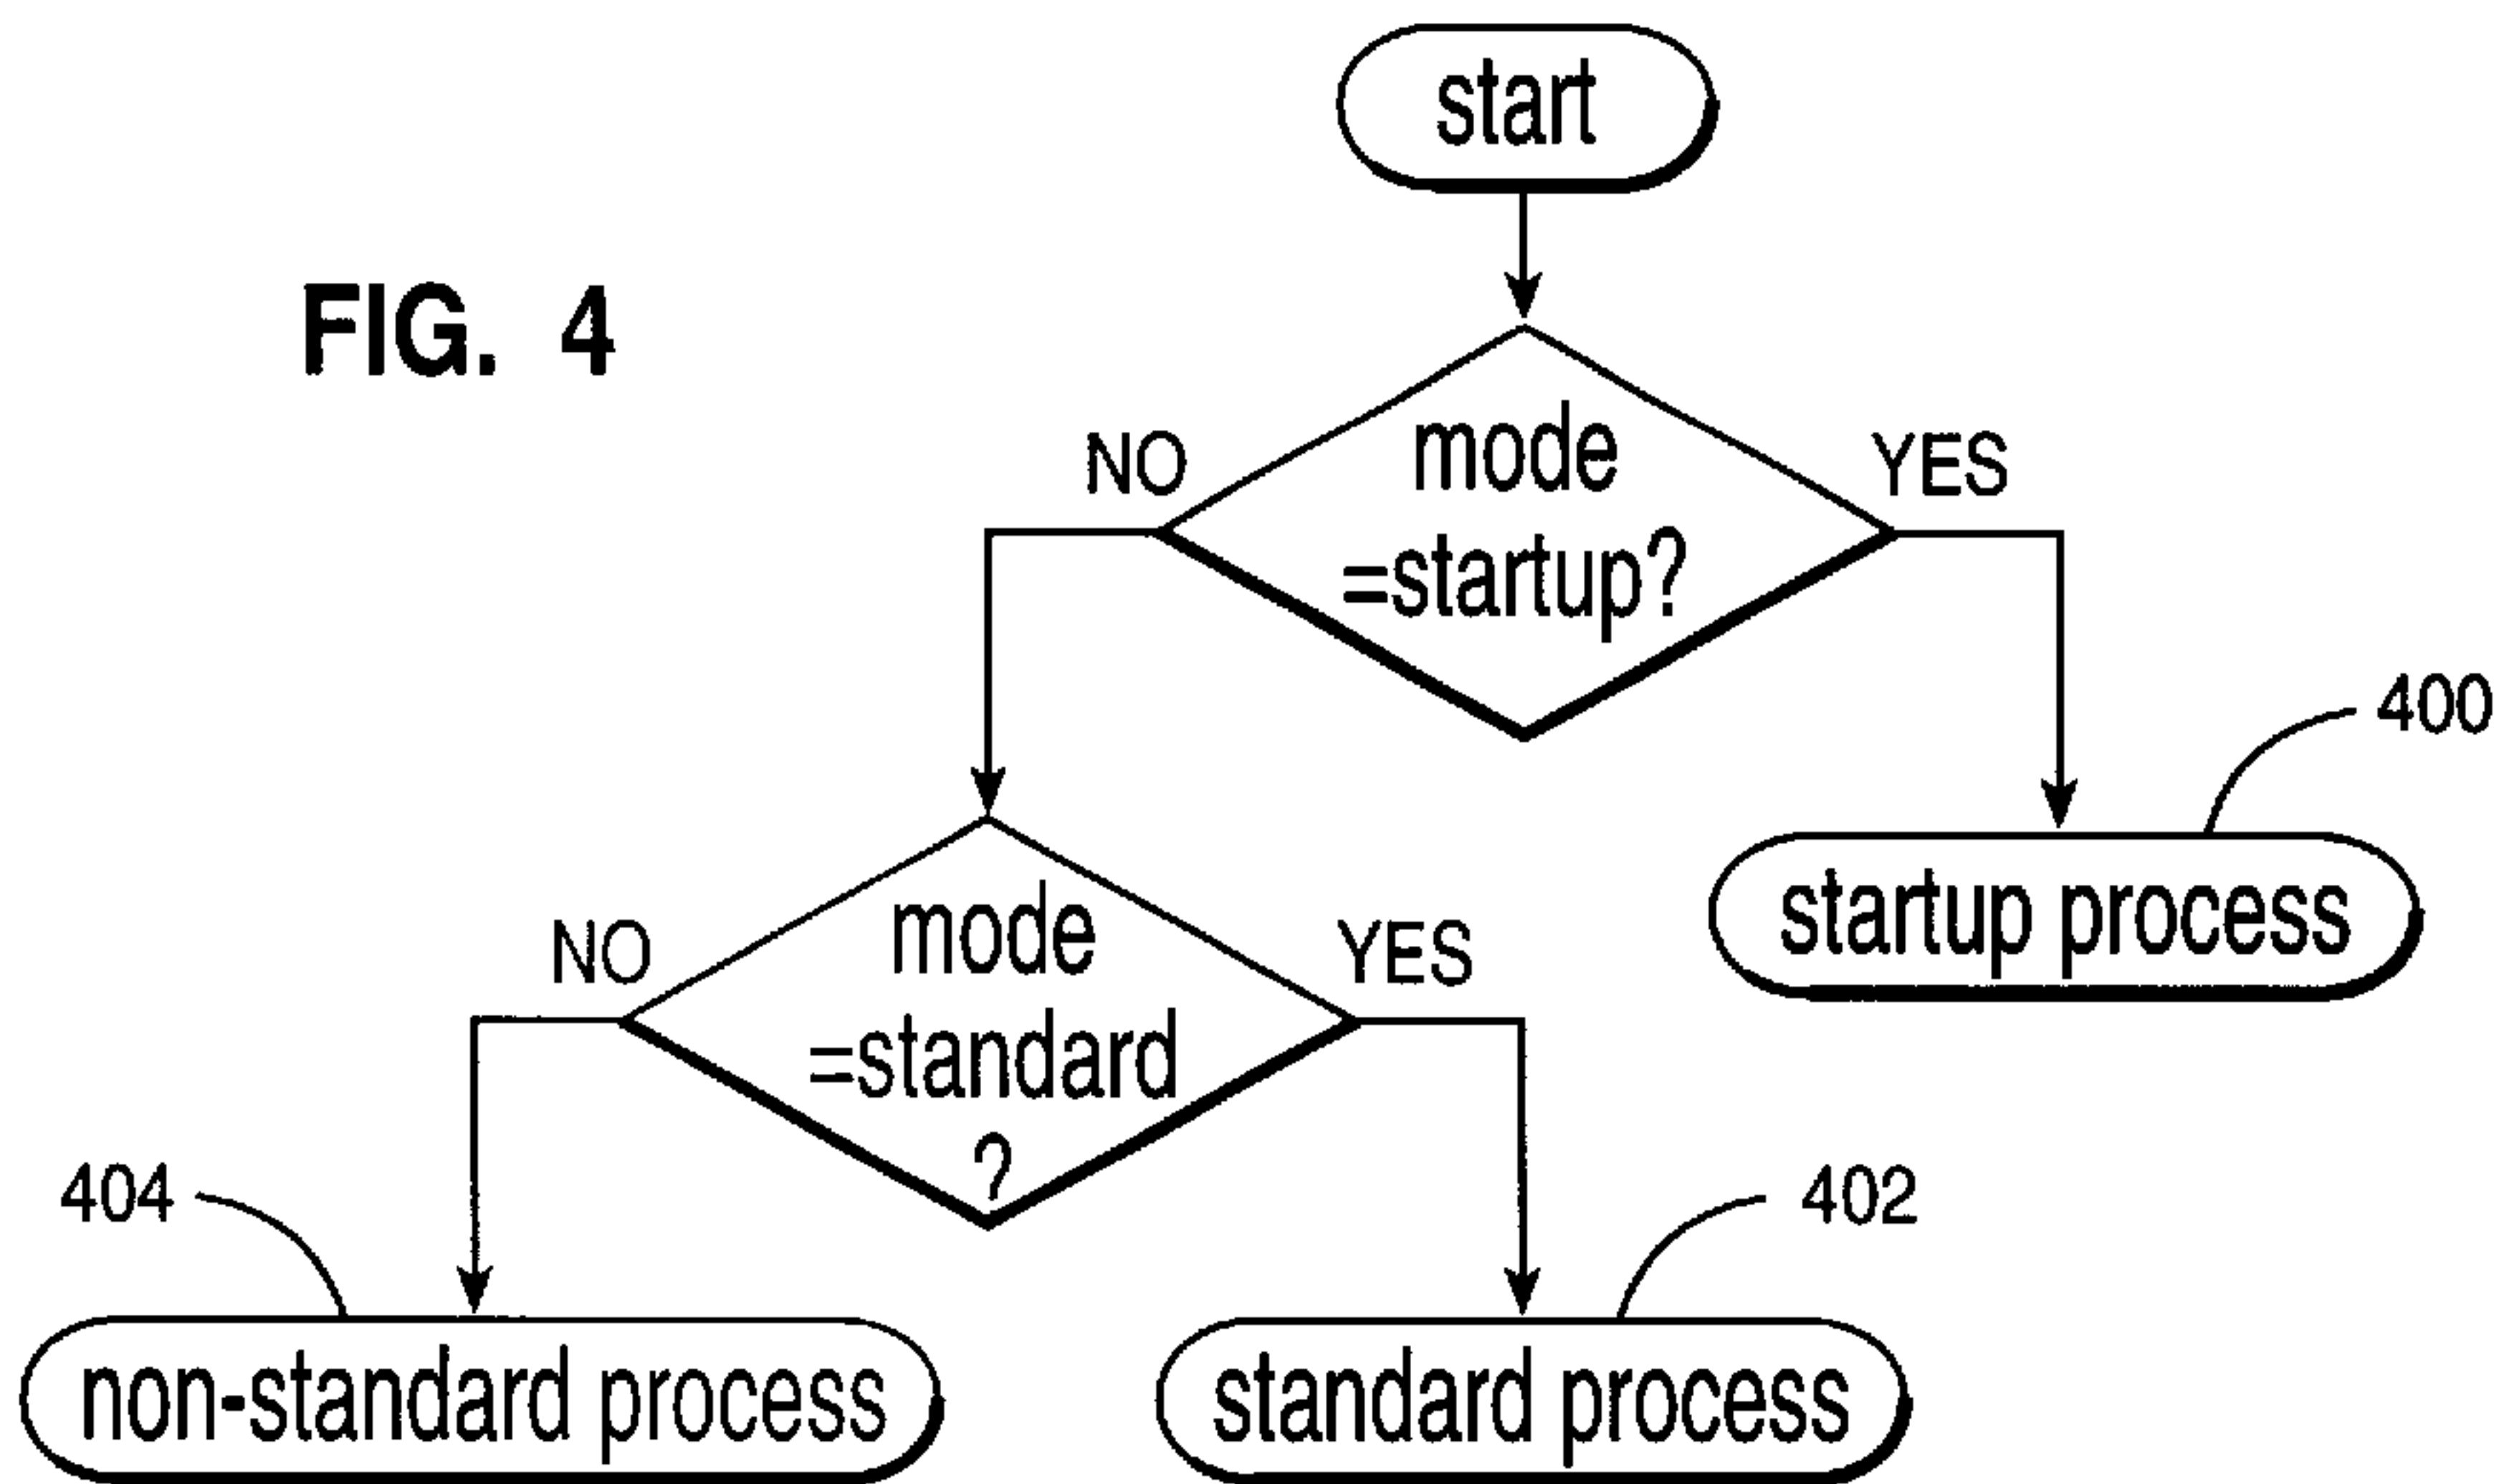 start
FIG. 4
mode
=startup?
NO
YES
400
startup process
mode
=standard
?
NO
YES
404
402
non-standard process
standard process